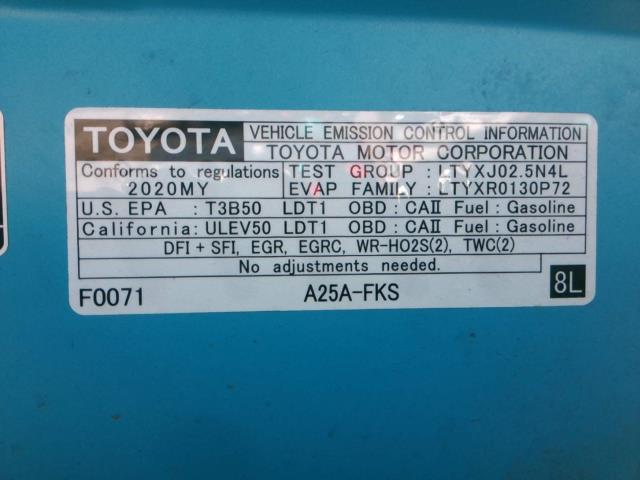 TOYOTA
VEHICLE EMISSION CONTROL INFORMATION
TOYOTA MOTOR CORPORATION
Conforms to regulations
2020MY
TEST GROUP : LTYXJ02.5N4L
EVAP FAMILY : LTYXR0130P72
U.S. EPA : T3B50 LDT1 OBD : CAII Fuel : Gasoline
California: ULEV50 LDT1 OBD : CAII Fuel : Gasoline
DFI + SFI, EGR, EGRC, WR-HO2S(2), TWC(2)
No adjustments needed.
F0071 A25A-FKS 8L